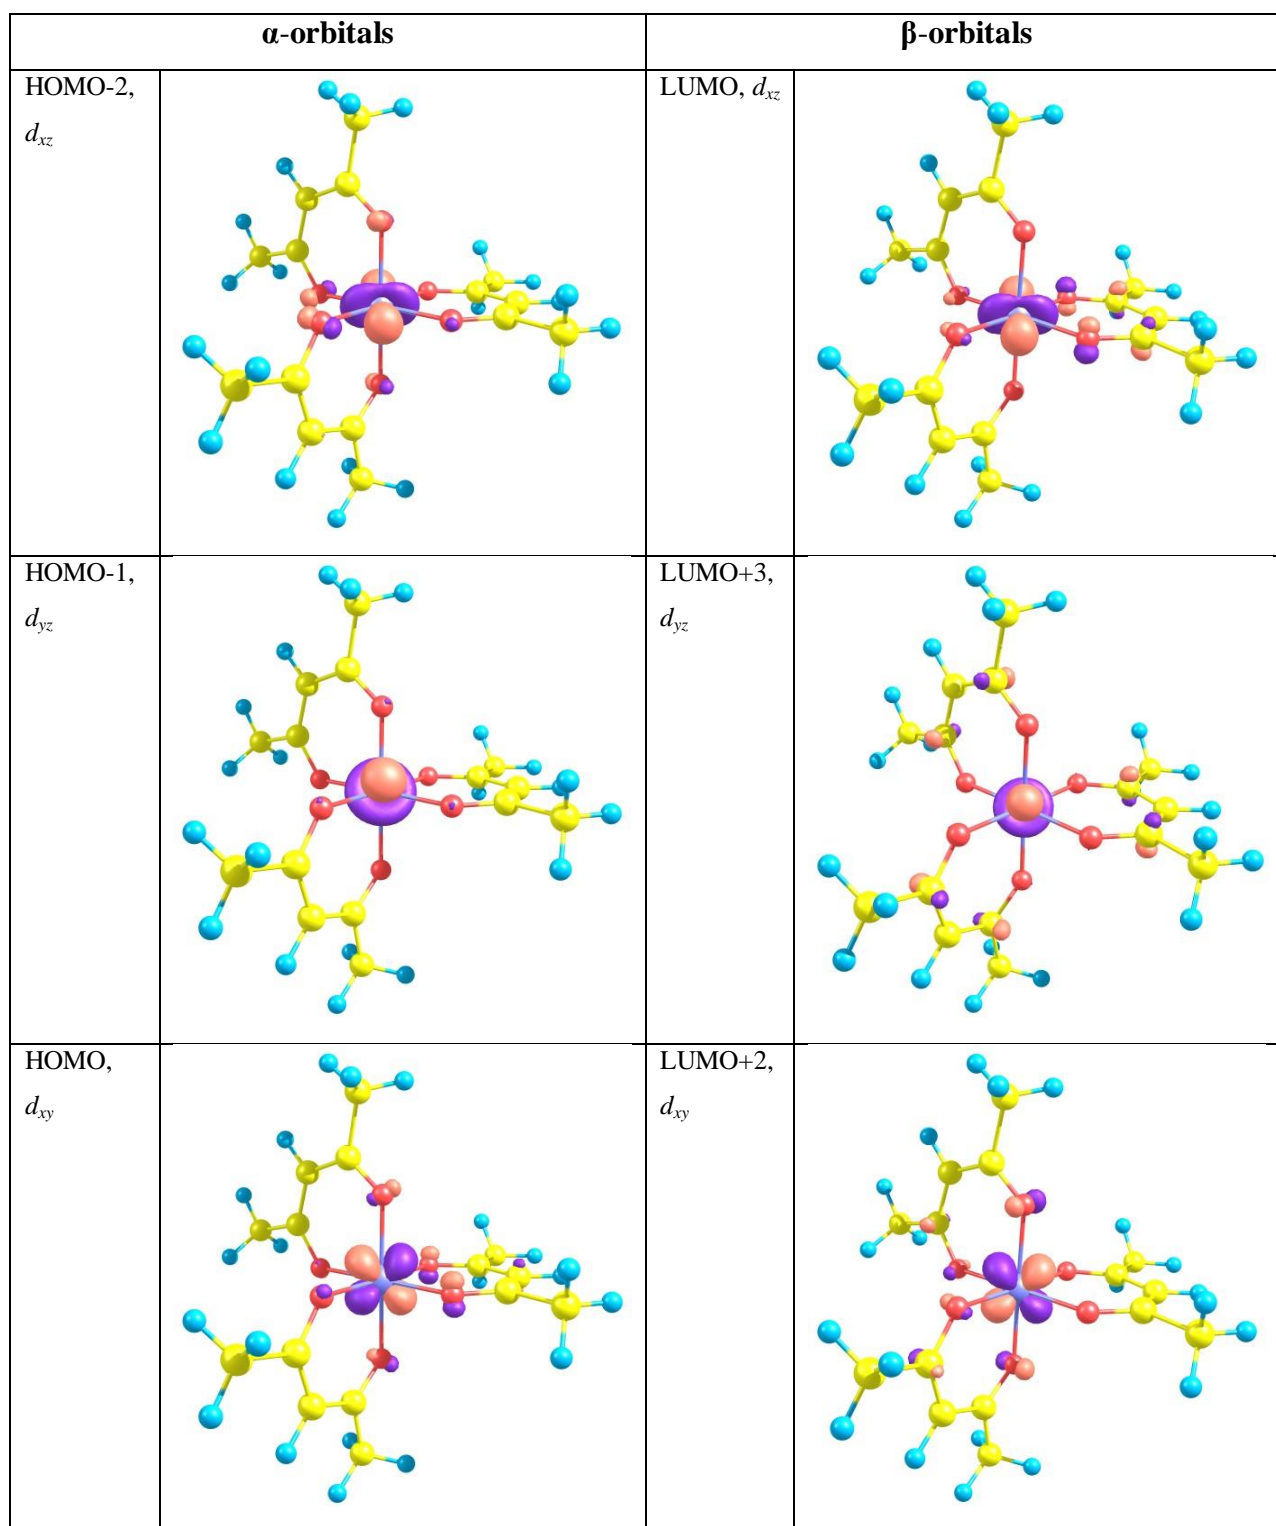 α-orbitals
β-orbitals
HOMO-2,
dxz
LUMO, dxz
HOMO-1,
dyz
LUMO+3,
dyz
HOMO,
dxy
LUMO+2,
dxy